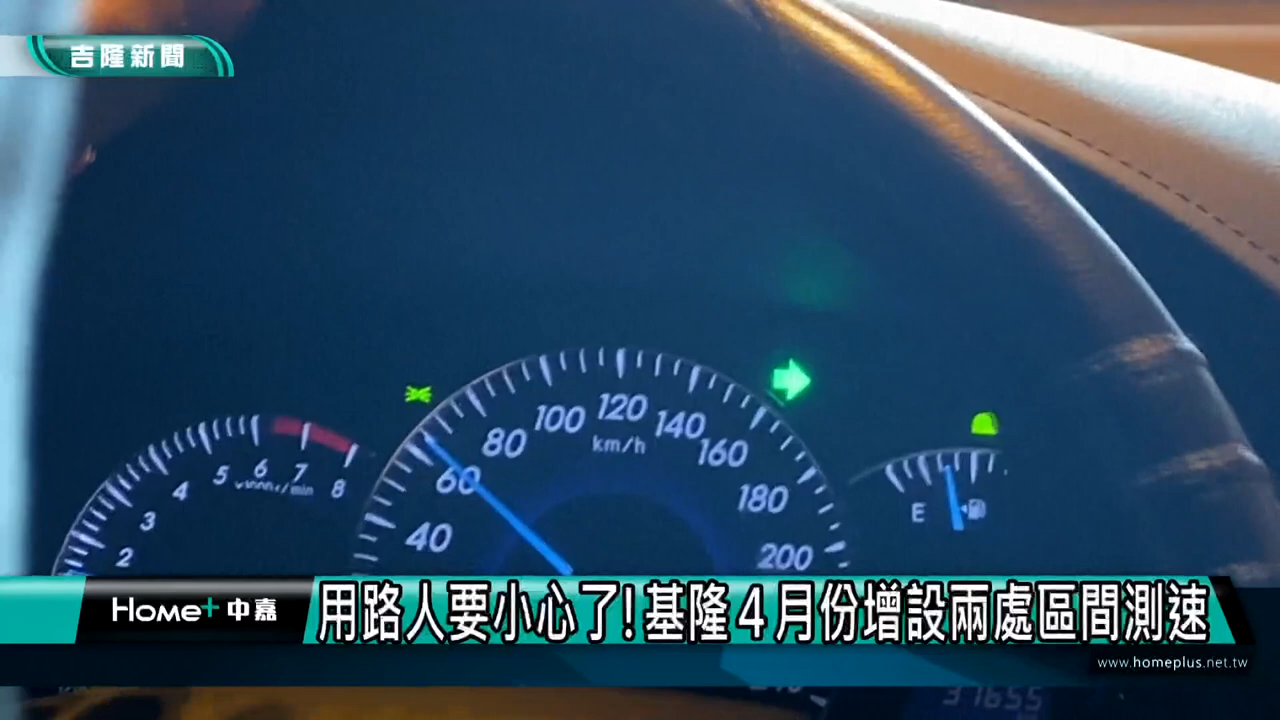 吉隆新聞
80 100 120 140 160
km/h
5 6 7 8
4
3
2
60
40
180
200
E
Home+ 中嘉
用路人要小心了!基隆4月份增設兩處區間測速
www.homeplus.net.tw
37655